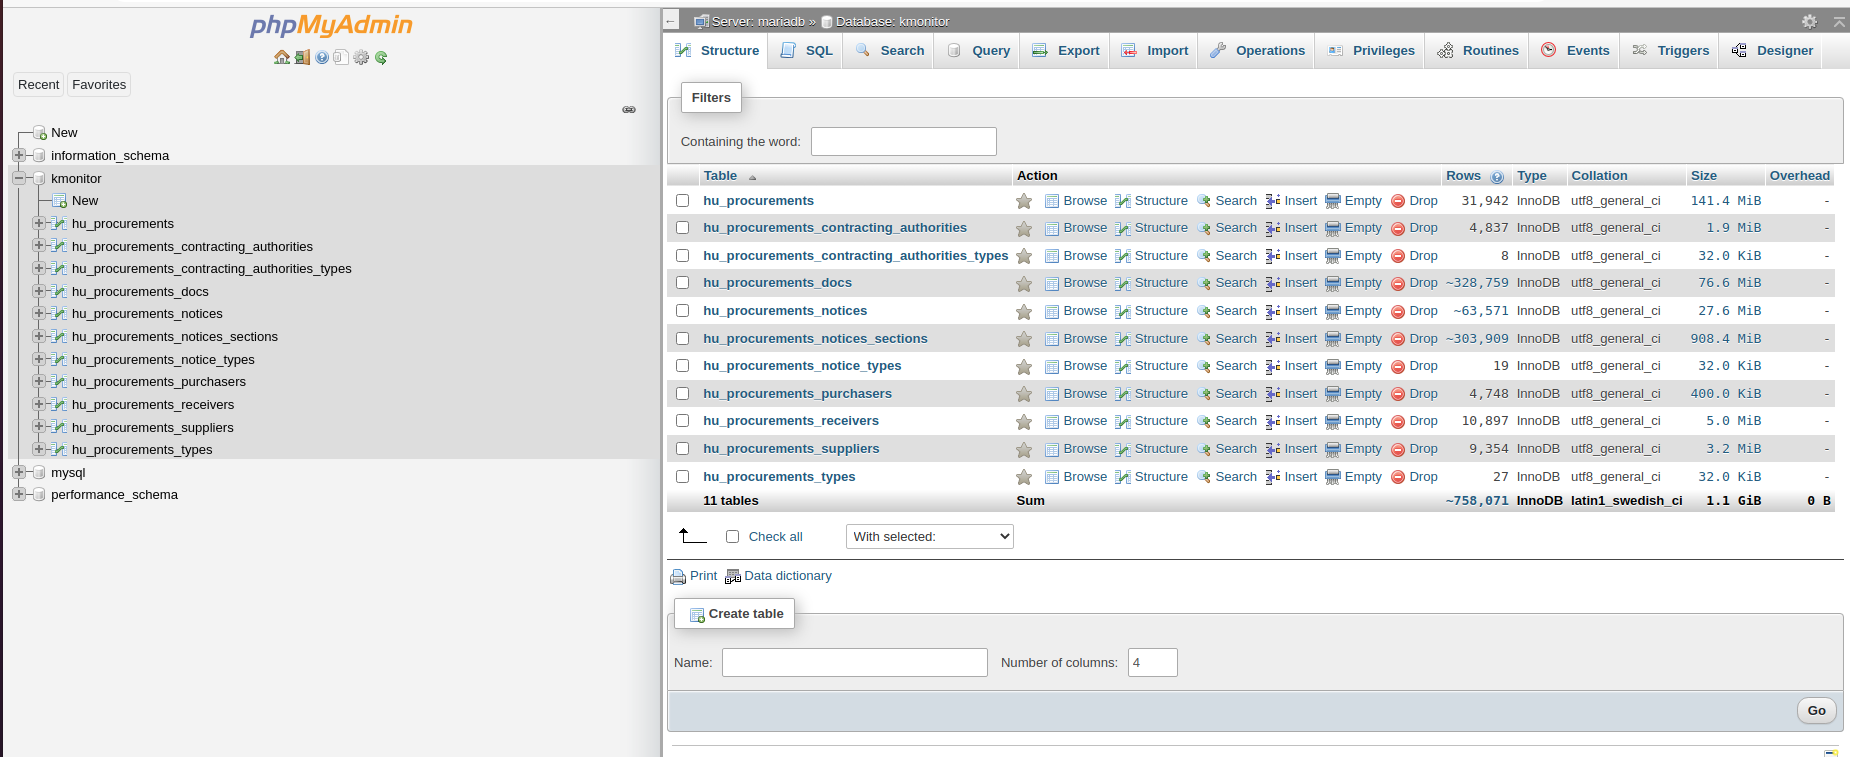 phpMyAdmin
Recent Favorites
New
information_schema
kmonitor
New
hu_procurements
hu_procurements_contracting_authorities
hu_procurements_contracting_authorities_types
hu_procurements_docs
hu_procurements_notices
hu_procurements_notices_sections
hu_procurements_notice_types
hu_procurements_purchasers
hu_procurements_receivers
hu_procurements_suppliers
hu_procurements_types
mysql
performance_schema
← Server: mariadb » Database: kmonitor
Structure SQL Search Query Export Import Operations Privileges Routines Events Triggers Designer
Filters
Containing the word:
Table Action Rows Type Collation Size Overhead
hu_procurements Browse Structure Search Insert Empty Drop 31,942 InnoDB utf8_general_ci 141.4 MiB -
hu_procurements_contracting_authorities Browse Structure Search Insert Empty Drop 4,837 InnoDB utf8_general_ci 1.9 MiB -
hu_procurements_contracting_authorities_types Browse Structure Search Insert Empty Drop 8 InnoDB utf8_general_ci 32.0 KiB -
hu_procurements_docs Browse Structure Search Insert Empty Drop ~328,759 InnoDB utf8_general_ci 76.6 MiB -
hu_procurements_notices Browse Structure Search Insert Empty Drop ~63,571 InnoDB utf8_general_ci 27.6 MiB -
hu_procurements_notices_sections Browse Structure Search Insert Empty Drop ~303,909 InnoDB utf8_general_ci 908.4 MiB -
hu_procurements_notice_types Browse Structure Search Insert Empty Drop 19 InnoDB utf8_general_ci 32.0 KiB -
hu_procurements_purchasers Browse Structure Search Insert Empty Drop 4,748 InnoDB utf8_general_ci 400.0 KiB -
hu_procurements_receivers Browse Structure Search Insert Empty Drop 10,897 InnoDB utf8_general_ci 5.0 MiB -
hu_procurements_suppliers Browse Structure Search Insert Empty Drop 9,354 InnoDB utf8_general_ci 3.2 MiB -
hu_procurements_types Browse Structure Search Insert Empty Drop 27 InnoDB utf8_general_ci 32.0 KiB -
11 tables Sum ~758,071 InnoDB latin1_swedish_ci 1.1 GiB 0 B
Check all With selected:
Print Data dictionary
Create table
Name: Number of columns: 4
Go